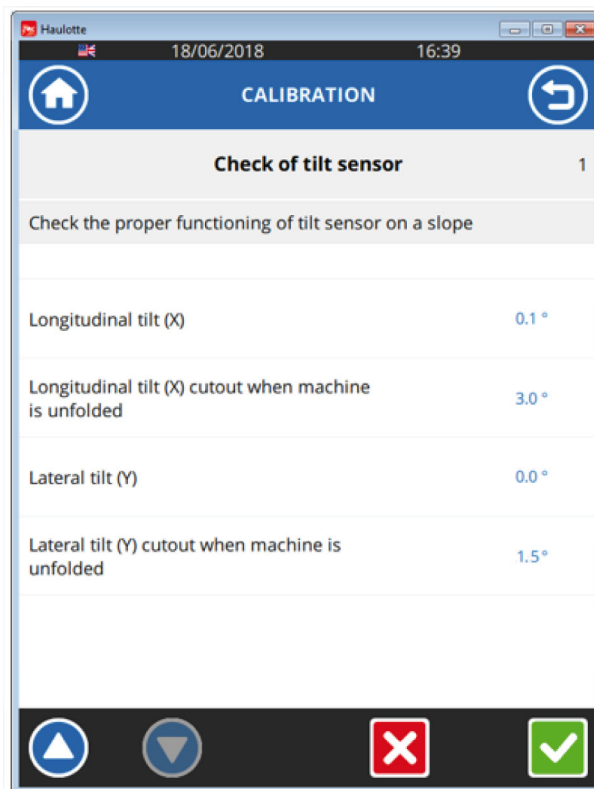 Haulotte
18/06/2018 16:39
CALIBRATION
Check of tilt sensor 1
Check the proper functioning of tilt sensor on a slope
Longitudinal tilt (X) 0.1 °
Longitudinal tilt (X) cutout when machine
is unfolded 3.0 °
Lateral tilt (Y) 0.0 °
Lateral tilt (Y) cutout when machine is
unfolded 1.5 °